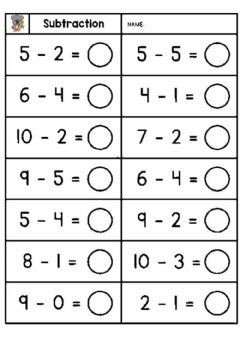 Subtraction NAME:
5 - 2 = 5 - 5 =
6 - 4 = 4 - 1 =
10 - 2 = 7 - 2 =
9 - 5 = 6 - 4 =
5 - 4 = 9 - 2 =
8 - 1 = 10 - 3 =
9 - 0 = 2 - 1 =